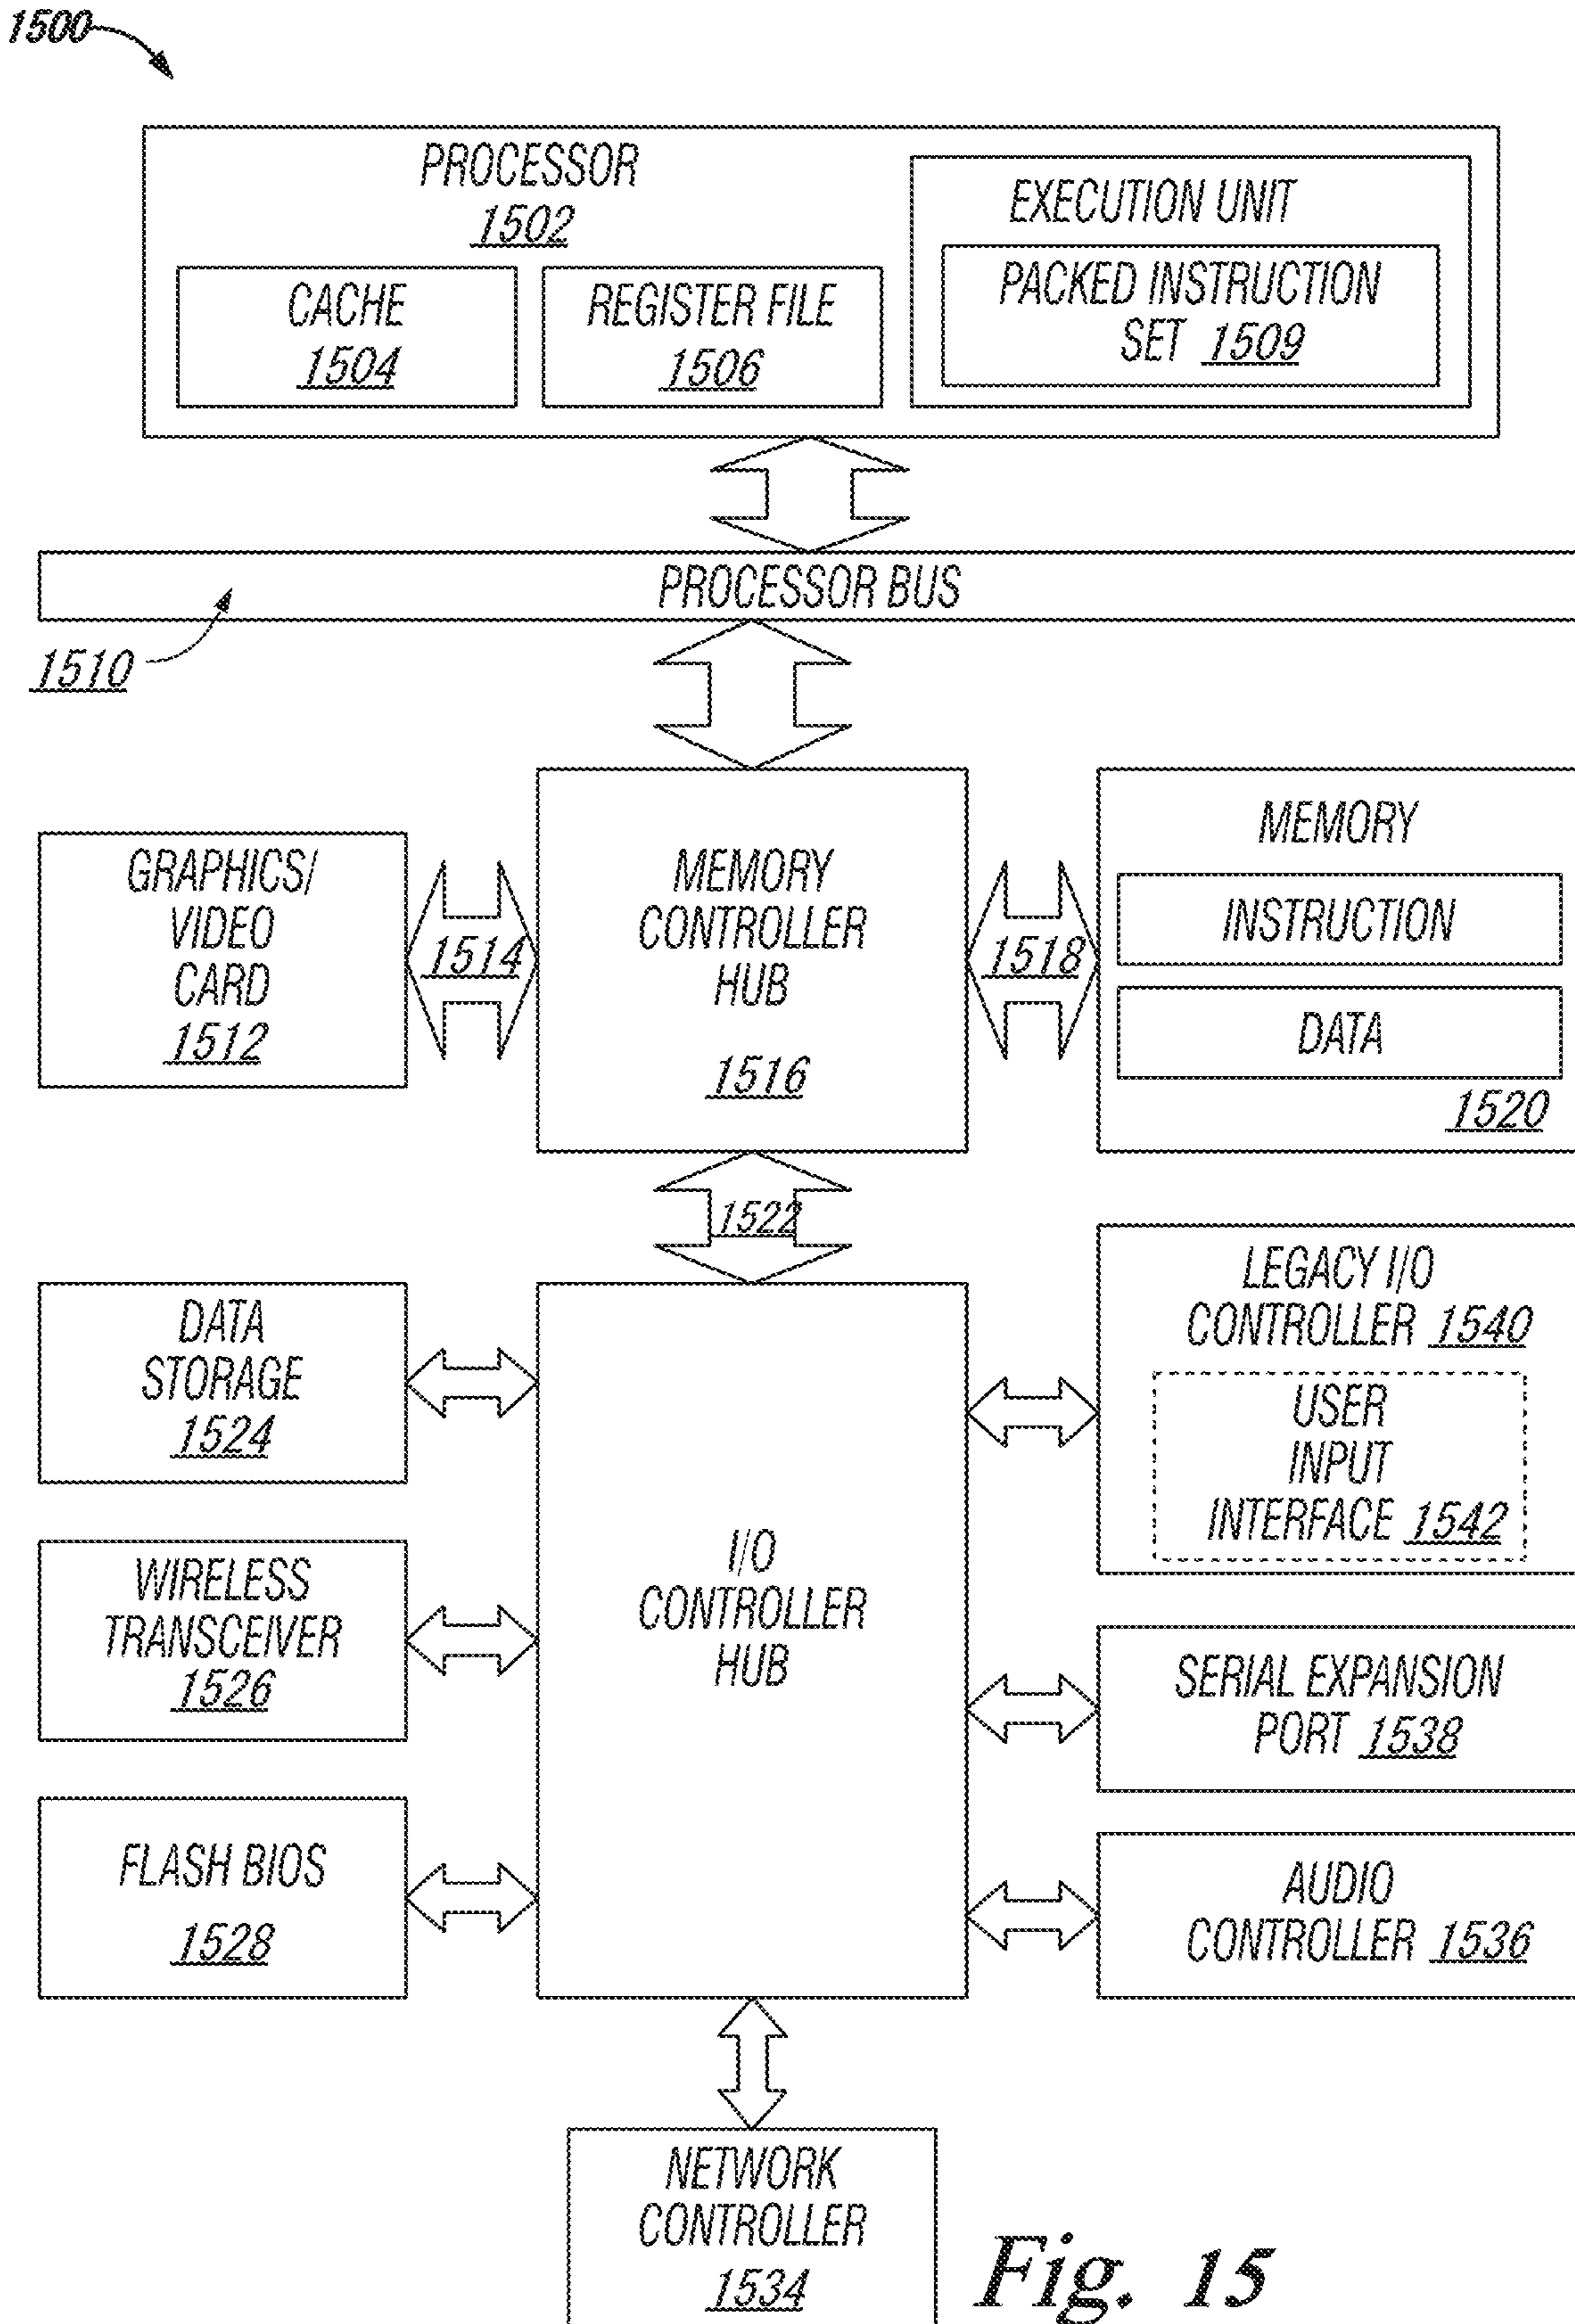 1500
PROCESSOR
1502
CACHE
1504
REGISTER FILE
1506
EXECUTION UNIT
PACKED INSTRUCTION
SET 1509
PROCESSOR BUS
1510
GRAPHICS/
VIDEO
CARD
1512
1514
MEMORY
CONTROLLER
HUB
1516
1518
MEMORY
INSTRUCTION
DATA
1520
1522
DATA
STORAGE
1524
WIRELESS
TRANSCEIVER
1526
FLASH BIOS
1528
I/O
CONTROLLER
HUB
LEGACY I/O
CONTROLLER 1540
USER
INPUT
INTERFACE 1542
SERIAL EXPANSION
PORT 1538
AUDIO
CONTROLLER 1536
NETWORK
CONTROLLER
1534
Fig. 15